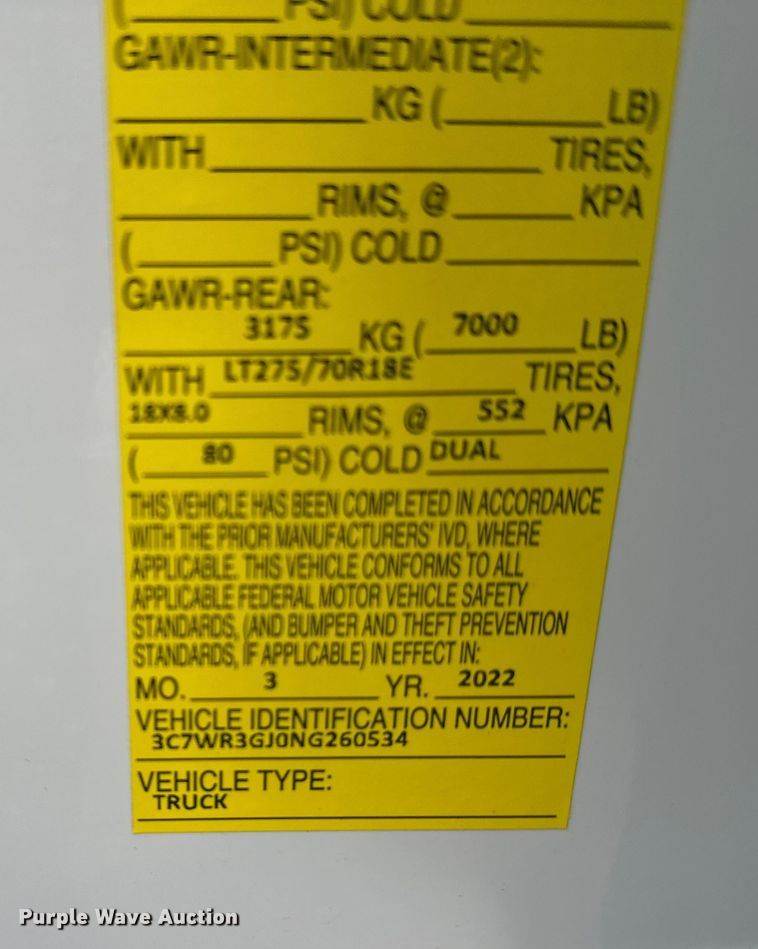 ( PSI) COLD
GAWR-INTERMEDIATE(2):
KG ( LB)
WITH TIRES,
RIMS, @ KPA
( PSI) COLD
GAWR-REAR:
3175 KG ( 7000 LB)
WITH LT275/70R18E TIRES,
18X8.0 RIMS, @ 552 KPA
( 80 PSI) COLD DUAL
THIS VEHICLE HAS BEEN COMPLETED IN ACCORDANCE
WITH THE PRIOR MANUFACTURERS' IVD, WHERE
APPLICABLE. THIS VEHICLE CONFORMS TO ALL
APPLICABLE FEDERAL MOTOR VEHICLE SAFETY
STANDARDS, (AND BUMPER AND THEFT PREVENTION
STANDARDS, IF APPLICABLE) IN EFFECT IN:
MO. 3 YR. 2022
VEHICLE IDENTIFICATION NUMBER:
3C7WR3GJ0NG260534
VEHICLE TYPE:
TRUCK
Purple Wave Auction